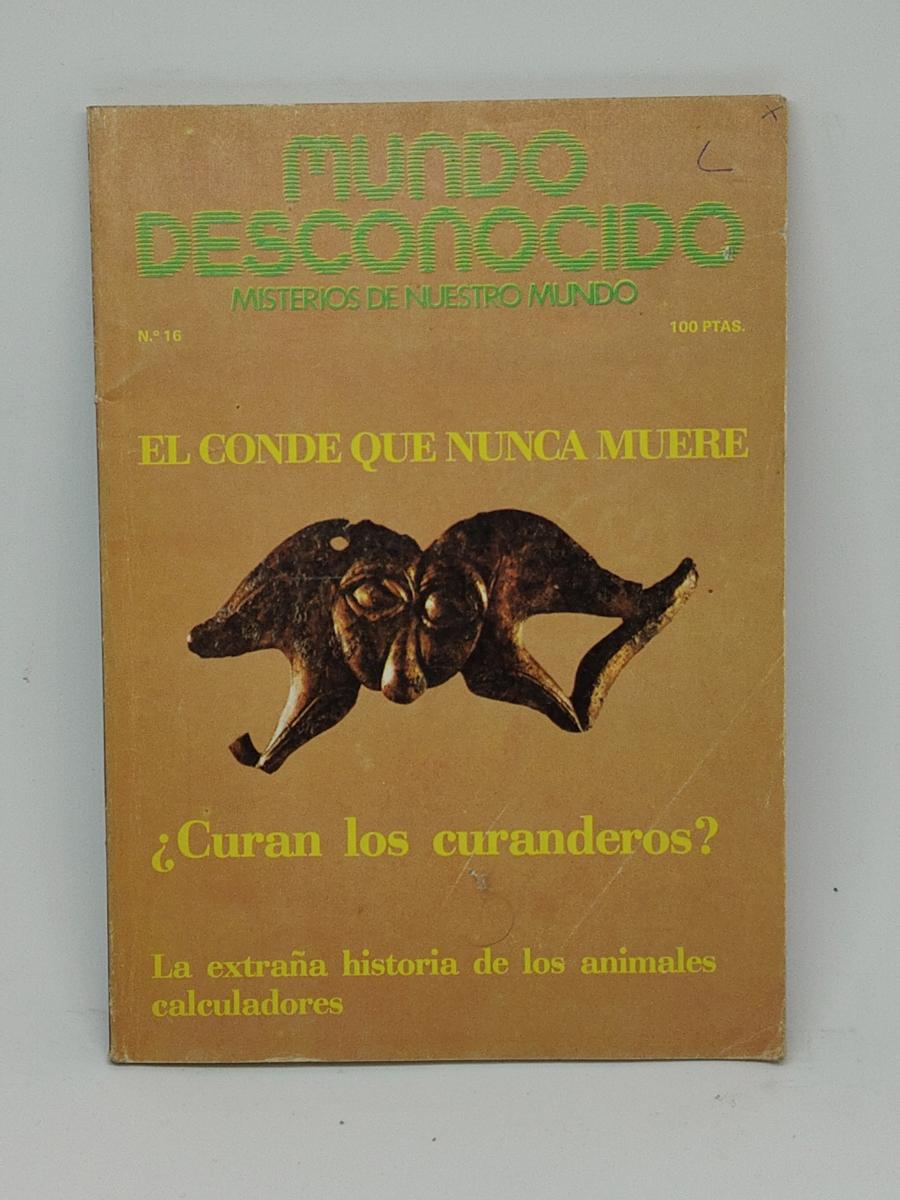 MUNDO
DESCONOCIDO
MISTERIOS DE NUESTRO MUNDO
N.º 16
100 PTAS.
EL CONDE QUE NUNCA MUERE
¿Curan los curanderos?
La extraña historia de los animales
calculadores